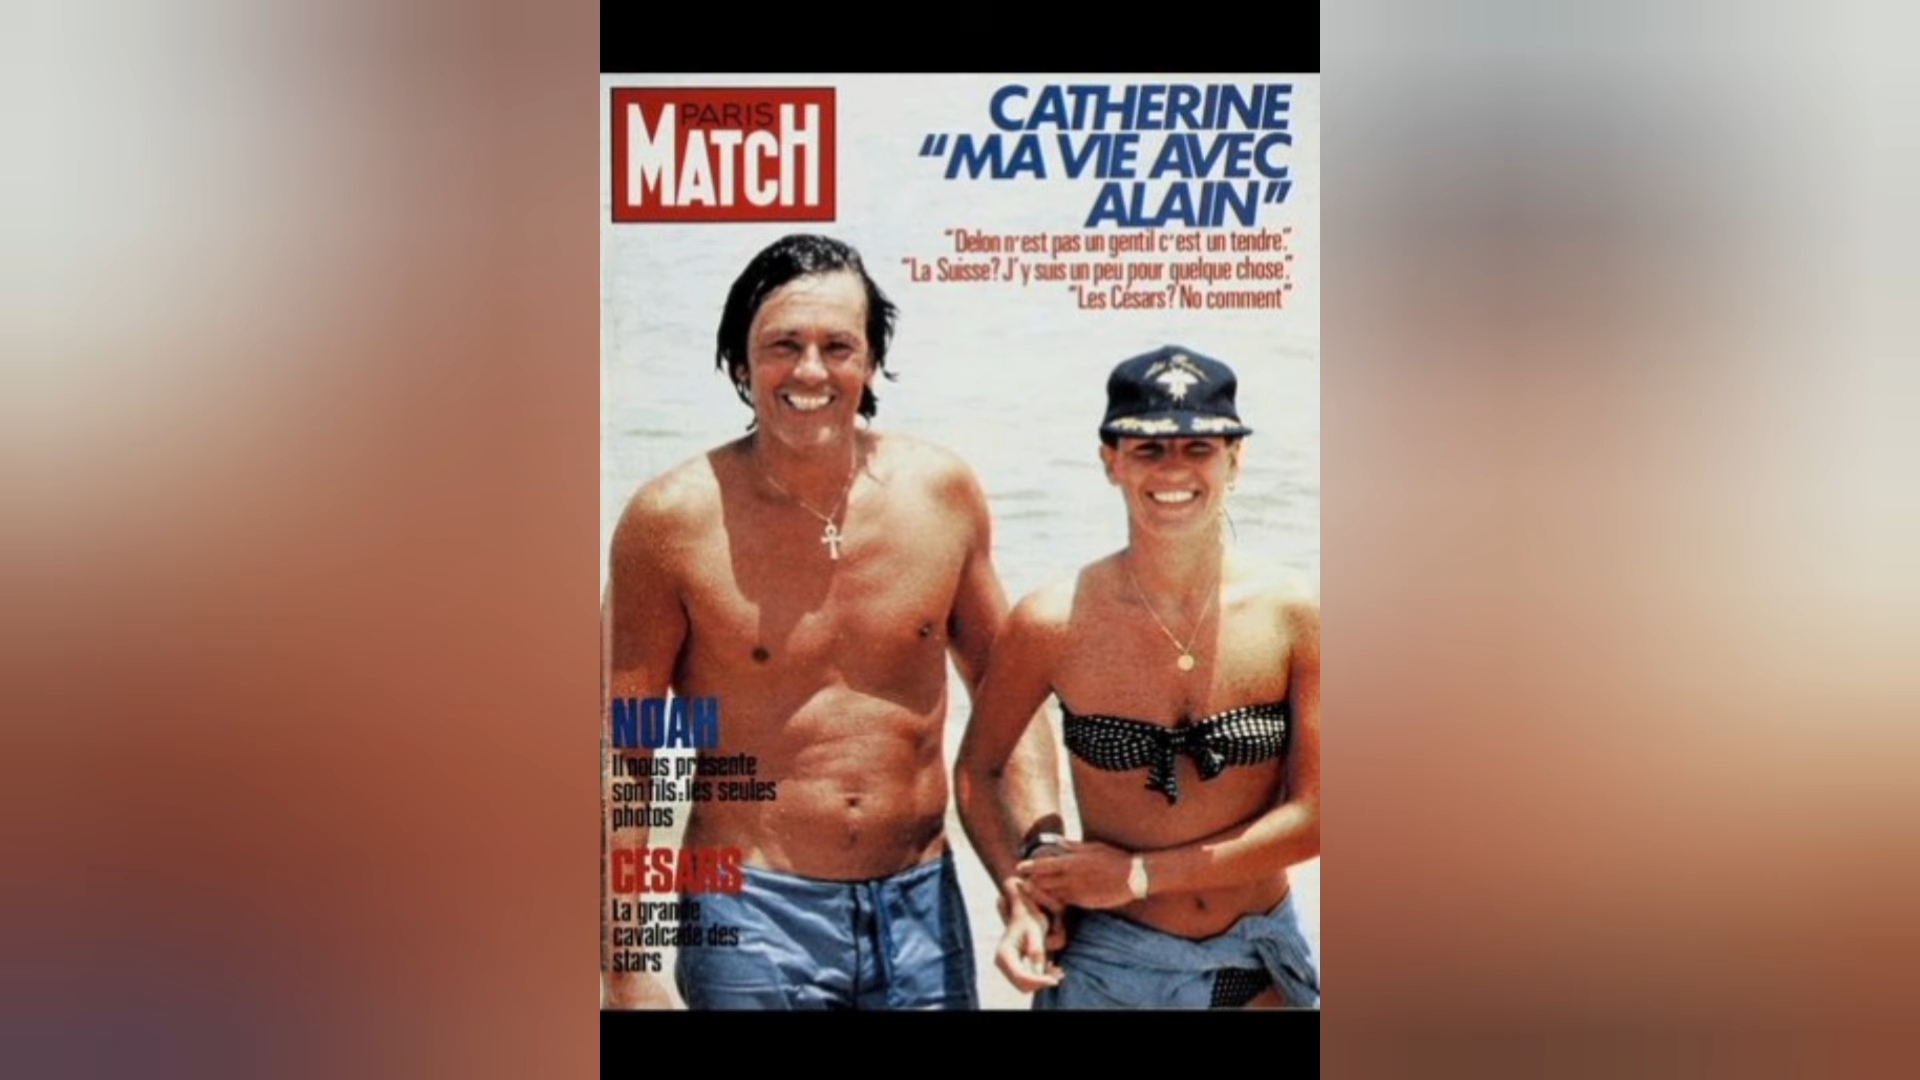 PARIS
MATCH
CATHERINE
"MA VIE AVEC
ALAIN"
"Delon n'est pas un gentil c'est un tendre."
"La Suisse? J'y suis un peu pour quelque chose."
"Les Césars? No comment"
NOAH
Il nous présente
son fils: les seules
photos
CESARS
La grande
cavalcade des
stars